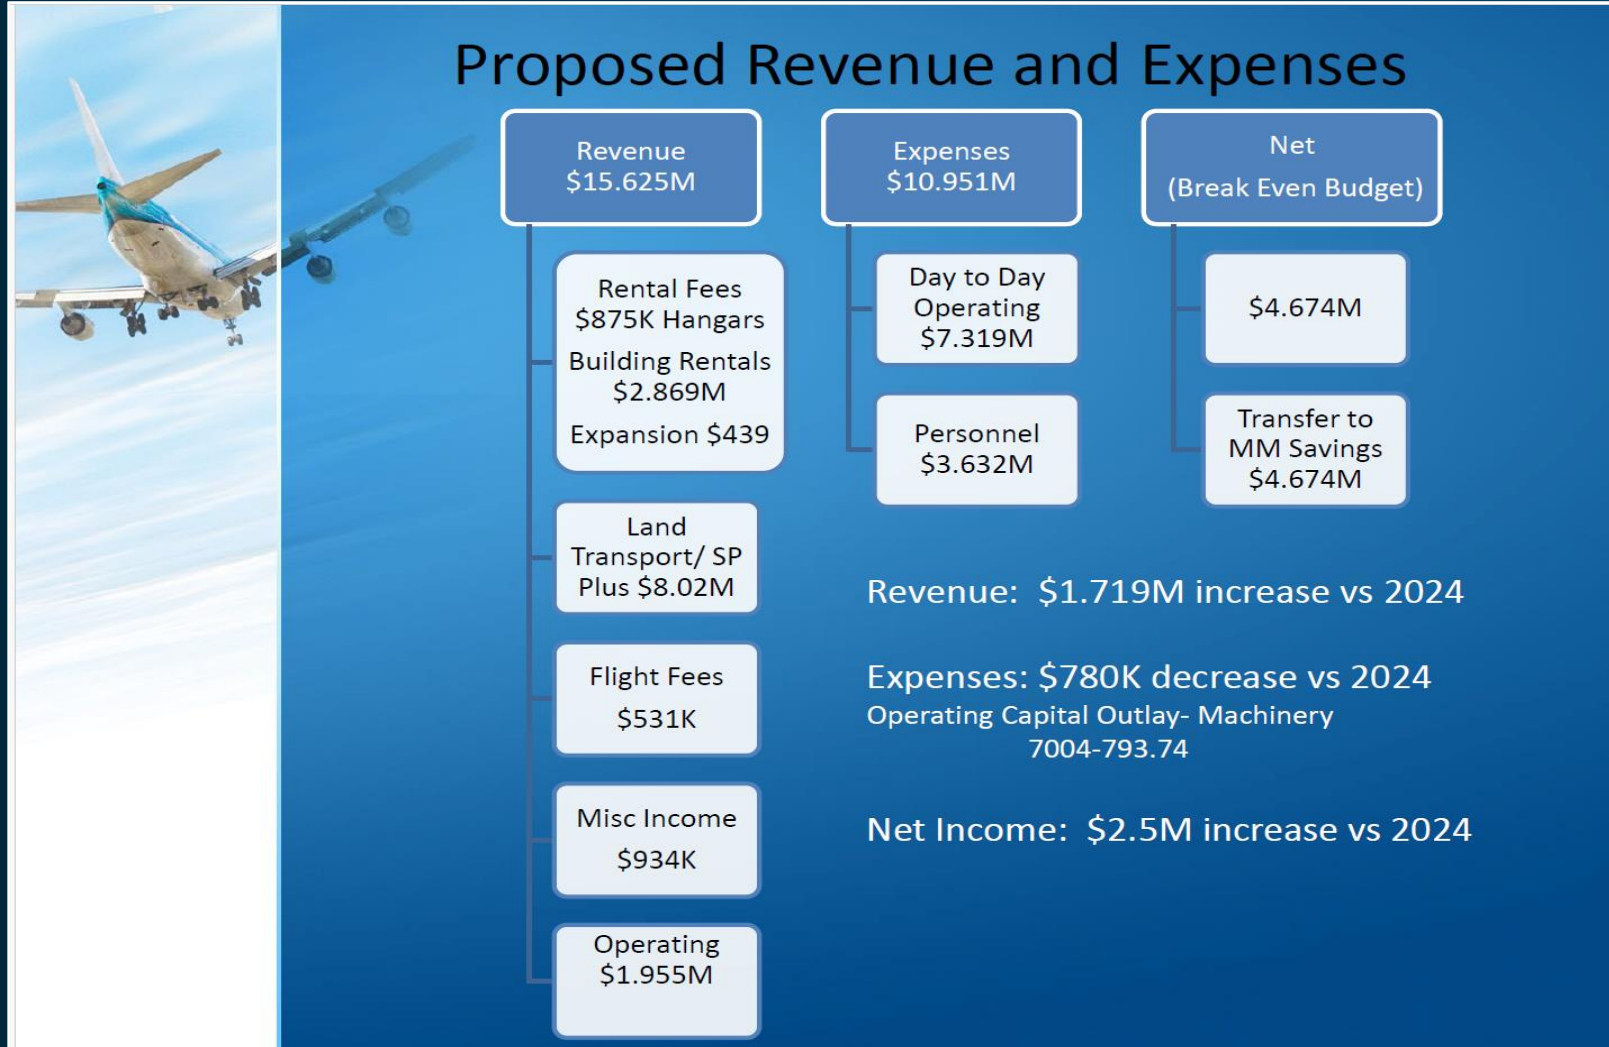 Proposed Revenue and Expenses
Revenue
$15.625M
Rental Fees
$875K Hangars
Building Rentals
$2.869M
Expansion $439
Land
Transport/ SP
Plus $8.02M
Flight Fees
$531K
Misc Income
$934K
Operating
$1.955M
Expenses
$10.951M
Day to Day
Operating
$7.319M
Personnel
$3.632M
Net
(Break Even Budget)
$4.674M
Transfer to
MM Savings
$4.674M
Revenue: $1.719M increase vs 2024
Expenses: $780K decrease vs 2024
Operating Capital Outlay- Machinery
7004-793.74
Net Income: $2.5M increase vs 2024